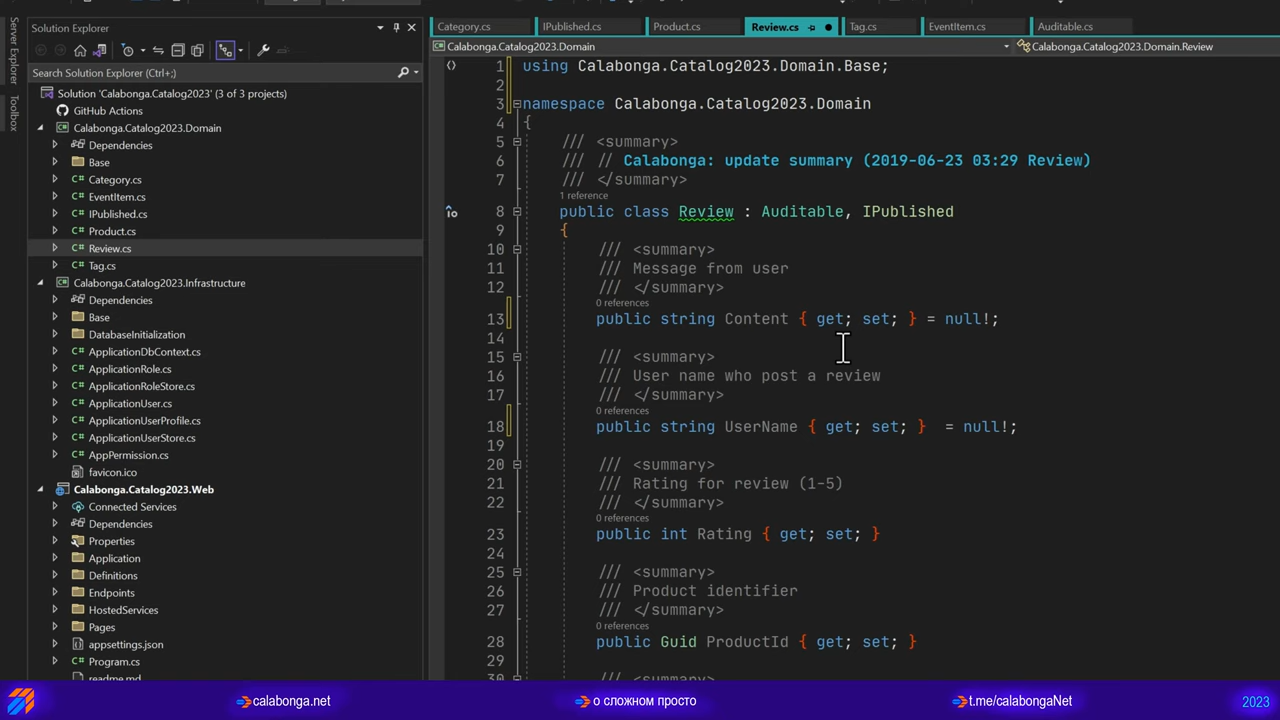 Server Explorer
Toolbox
Solution Explorer
Search Solution Explorer (Ctrl+;)
Solution 'Calabonga.Catalog2023' (3 of 3 projects)
GitHub Actions
Calabonga.Catalog2023.Domain
Dependencies
Base
Category.cs
EventItem.cs
IPublished.cs
Product.cs
Review.cs
Tag.cs
Calabonga.Catalog2023.Infrastructure
Dependencies
Base
DatabaseInitialization
ApplicationDbContext.cs
ApplicationRole.cs
ApplicationRoleStore.cs
ApplicationUser.cs
ApplicationUserProfile.cs
ApplicationUserStore.cs
AppPermission.cs
favicon.ico
Calabonga.Catalog2023.Web
Connected Services
Dependencies
Properties
Application
Definitions
Endpoints
HostedServices
Pages
appsettings.json
Program.cs
readme.md
Category.cs IPublished.cs Product.cs Review.cs Tag.cs EventItem.cs Auditable.cs
Calabonga.Catalog2023.Domain Calabonga.Catalog2023.Domain.Review
1 using Calabonga.Catalog2023.Domain.Base;
2
3 namespace Calabonga.Catalog2023.Domain
4 {
5 /// <summary>
6 /// // Calabonga: update summary (2019-06-23 03:29 Review)
7 /// </summary>
1 reference
8 public class Review : Auditable, IPublished
9 {
10 /// <summary>
11 /// Message from user
12 /// </summary>
0 references
13 public string Content { get; set; } = null!;
14
15 /// <summary>
16 /// User name who post a review
17 /// </summary>
0 references
18 public string UserName { get; set; }  = null!;
19
20 /// <summary>
21 /// Rating for review (1-5)
22 /// </summary>
0 references
23 public int Rating { get; set; }
24
25 /// <summary>
26 /// Product identifier
27 /// </summary>
0 references
28 public Guid ProductId { get; set; }
29
30 /// <summary>
calabonga.net о сложном просто t.me/calabongaNet 2023